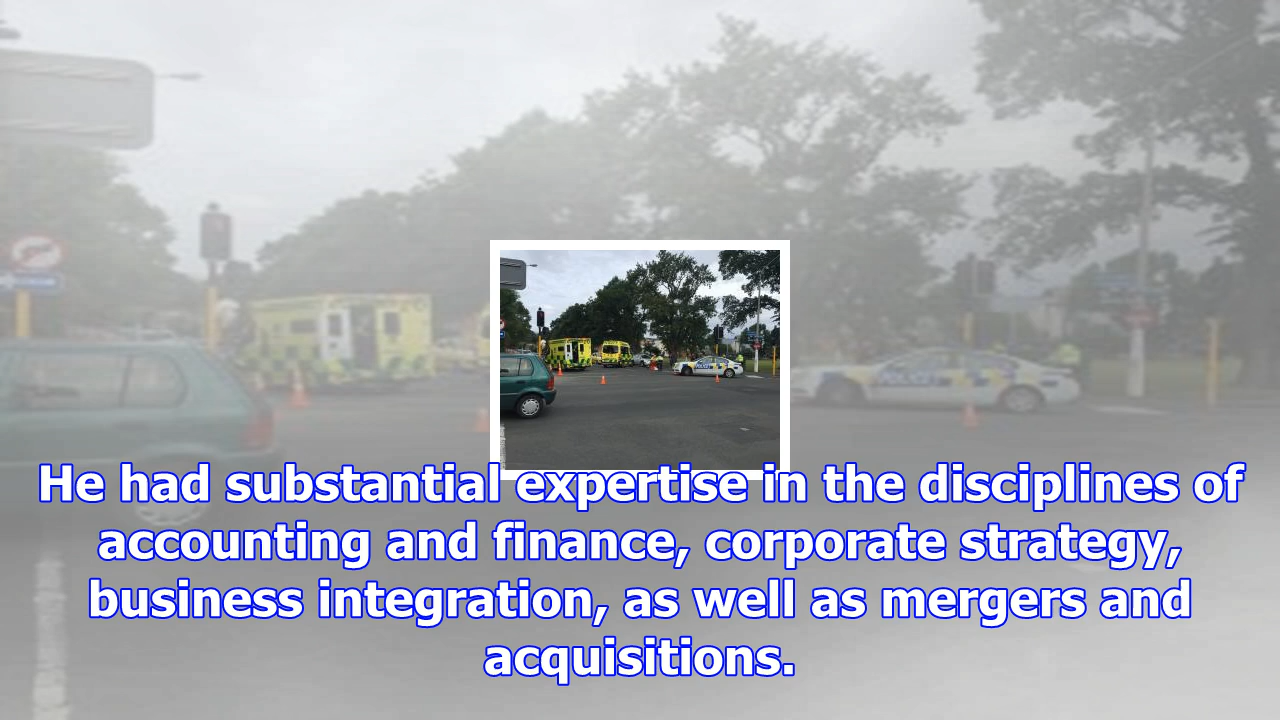 He had substantial expertise in the disciplines of
accounting and finance, corporate strategy,
business integration, as well as mergers and
acquisitions.